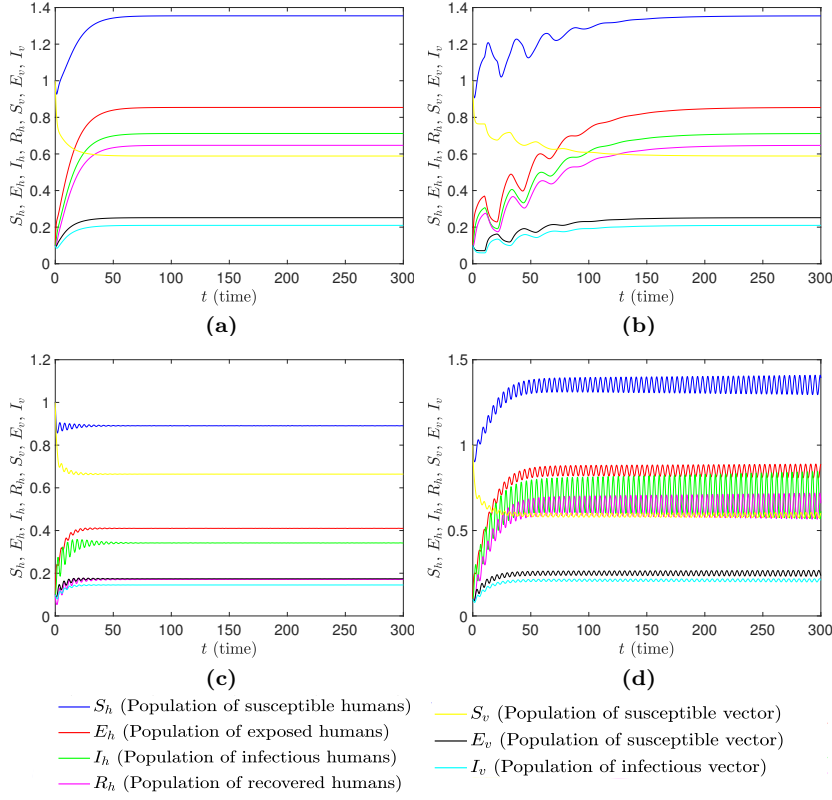 1.4
1.2
1
0.8
0.6
0.4
0.2
0
0 50 100 150 200 250 300
S_h, E_h, I_h, R_h, S_v, E_v, I_v
t (time)
(a)
1.4
1.2
1
0.8
0.6
0.4
0.2
0
0 50 100 150 200 250 300
S_h, E_h, I_h, R_h, S_v, E_v, I_v
t (time)
(b)
1.2
1
0.8
0.6
0.4
0.2
0
0 50 100 150 200 250 300
S_h, E_h, I_h, R_h, S_v, E_v, I_v
t (time)
(c)
1.5
1
0.5
0
0 50 100 150 200 250 300
S_h, E_h, I_h, R_h, S_v, E_v, I_v
t (time)
(d)
S_h (Population of susceptible humans)
E_h (Population of exposed humans)
I_h (Population of infectious humans)
R_h (Population of recovered humans)
S_v (Population of susceptible vector)
E_v (Population of susceptible vector)
I_v (Population of infectious vector)